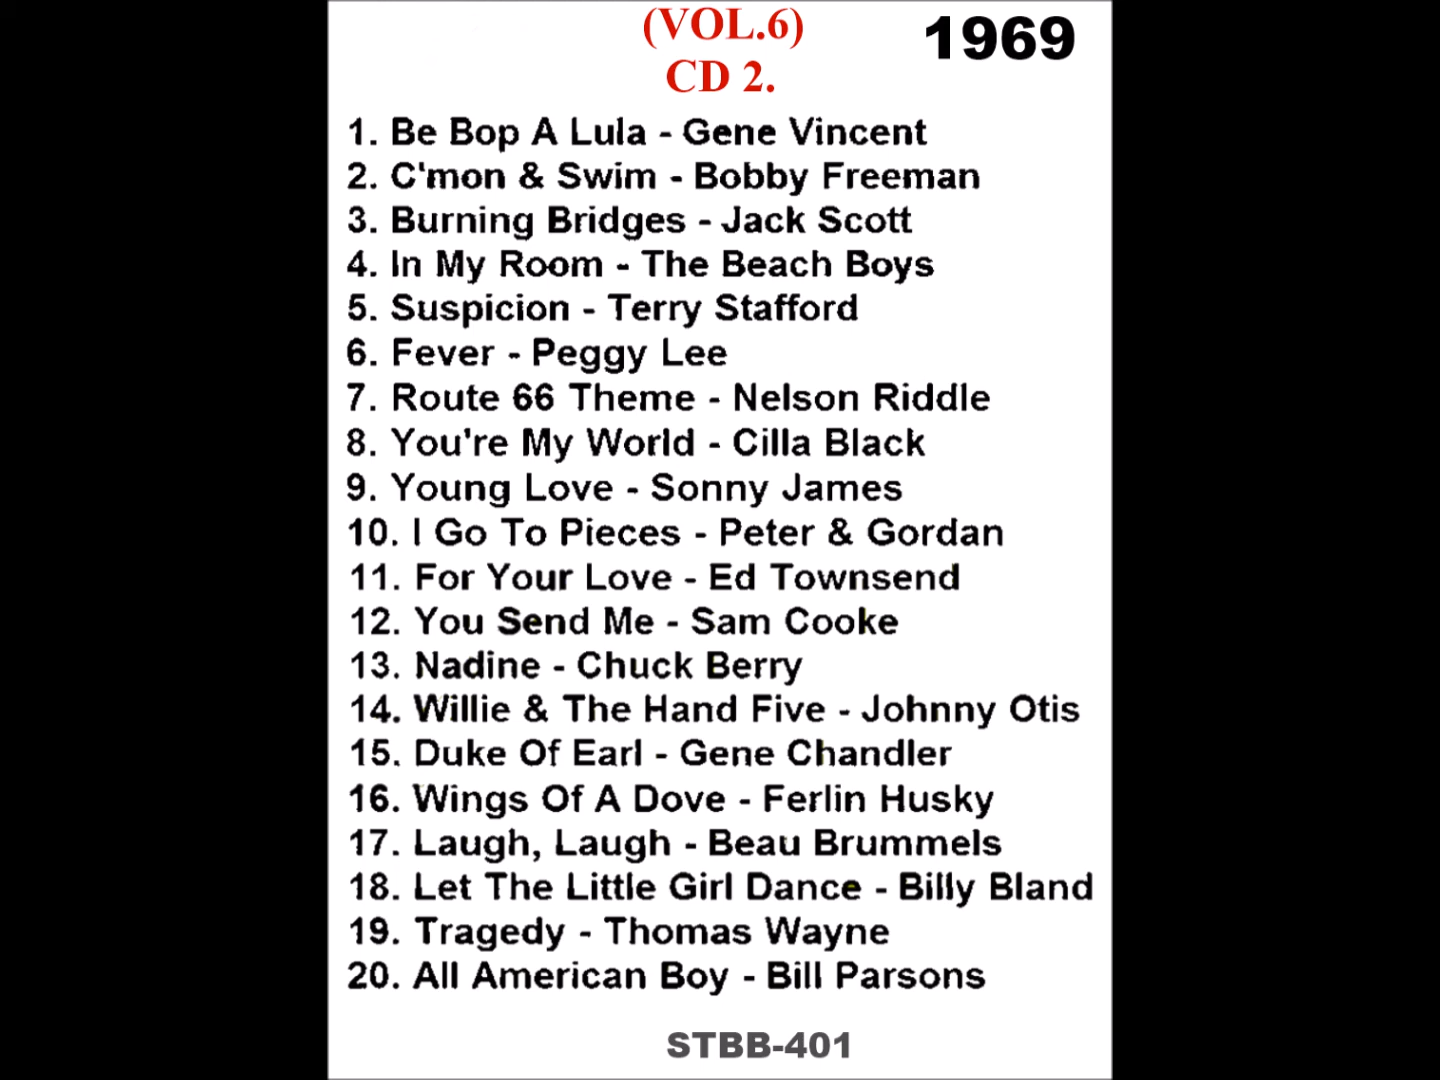 (VOL.6)
1969
CD 2.
1. Be Bop A Lula - Gene Vincent
2. C'mon & Swim - Bobby Freeman
3. Burning Bridges - Jack Scott
4. In My Room - The Beach Boys
5. Suspicion - Terry Stafford
6. Fever - Peggy Lee
7. Route 66 Theme - Nelson Riddle
8. You're My World - Cilla Black
9. Young Love - Sonny James
10. I Go To Pieces - Peter & Gordan
11. For Your Love - Ed Townsend
12. You Send Me - Sam Cooke
13. Nadine - Chuck Berry
14. Willie & The Hand Five - Johnny Otis
15. Duke Of Earl - Gene Chandler
16. Wings Of A Dove - Ferlin Husky
17. Laugh, Laugh - Beau Brummels
18. Let The Little Girl Dance - Billy Bland
19. Tragedy - Thomas Wayne
20. All American Boy - Bill Parsons
STBB-401